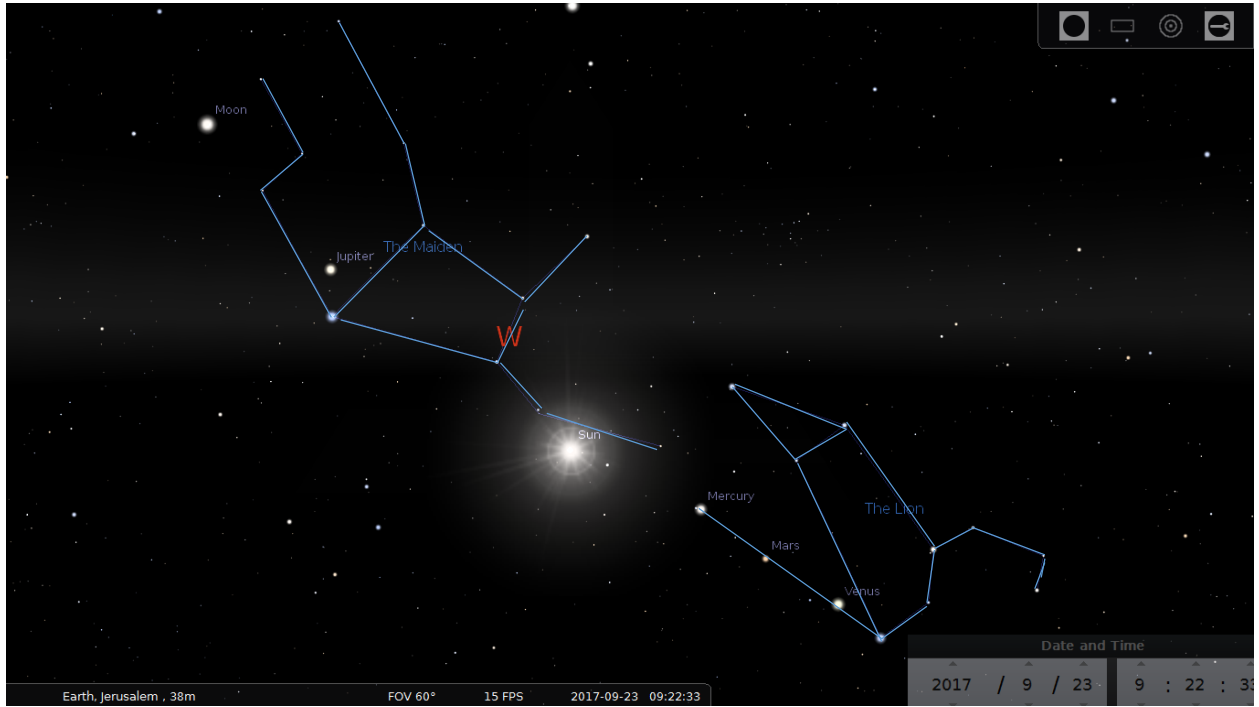 Moon
The Maiden
Jupiter
W
Sun
Mercury
The Lion
Mars
Venus
Date and Time
2017 / 9 / 23 9 : 22 : 33
Earth, Jerusalem , 38m FOV 60° 15 FPS 2017-09-23 09:22:33